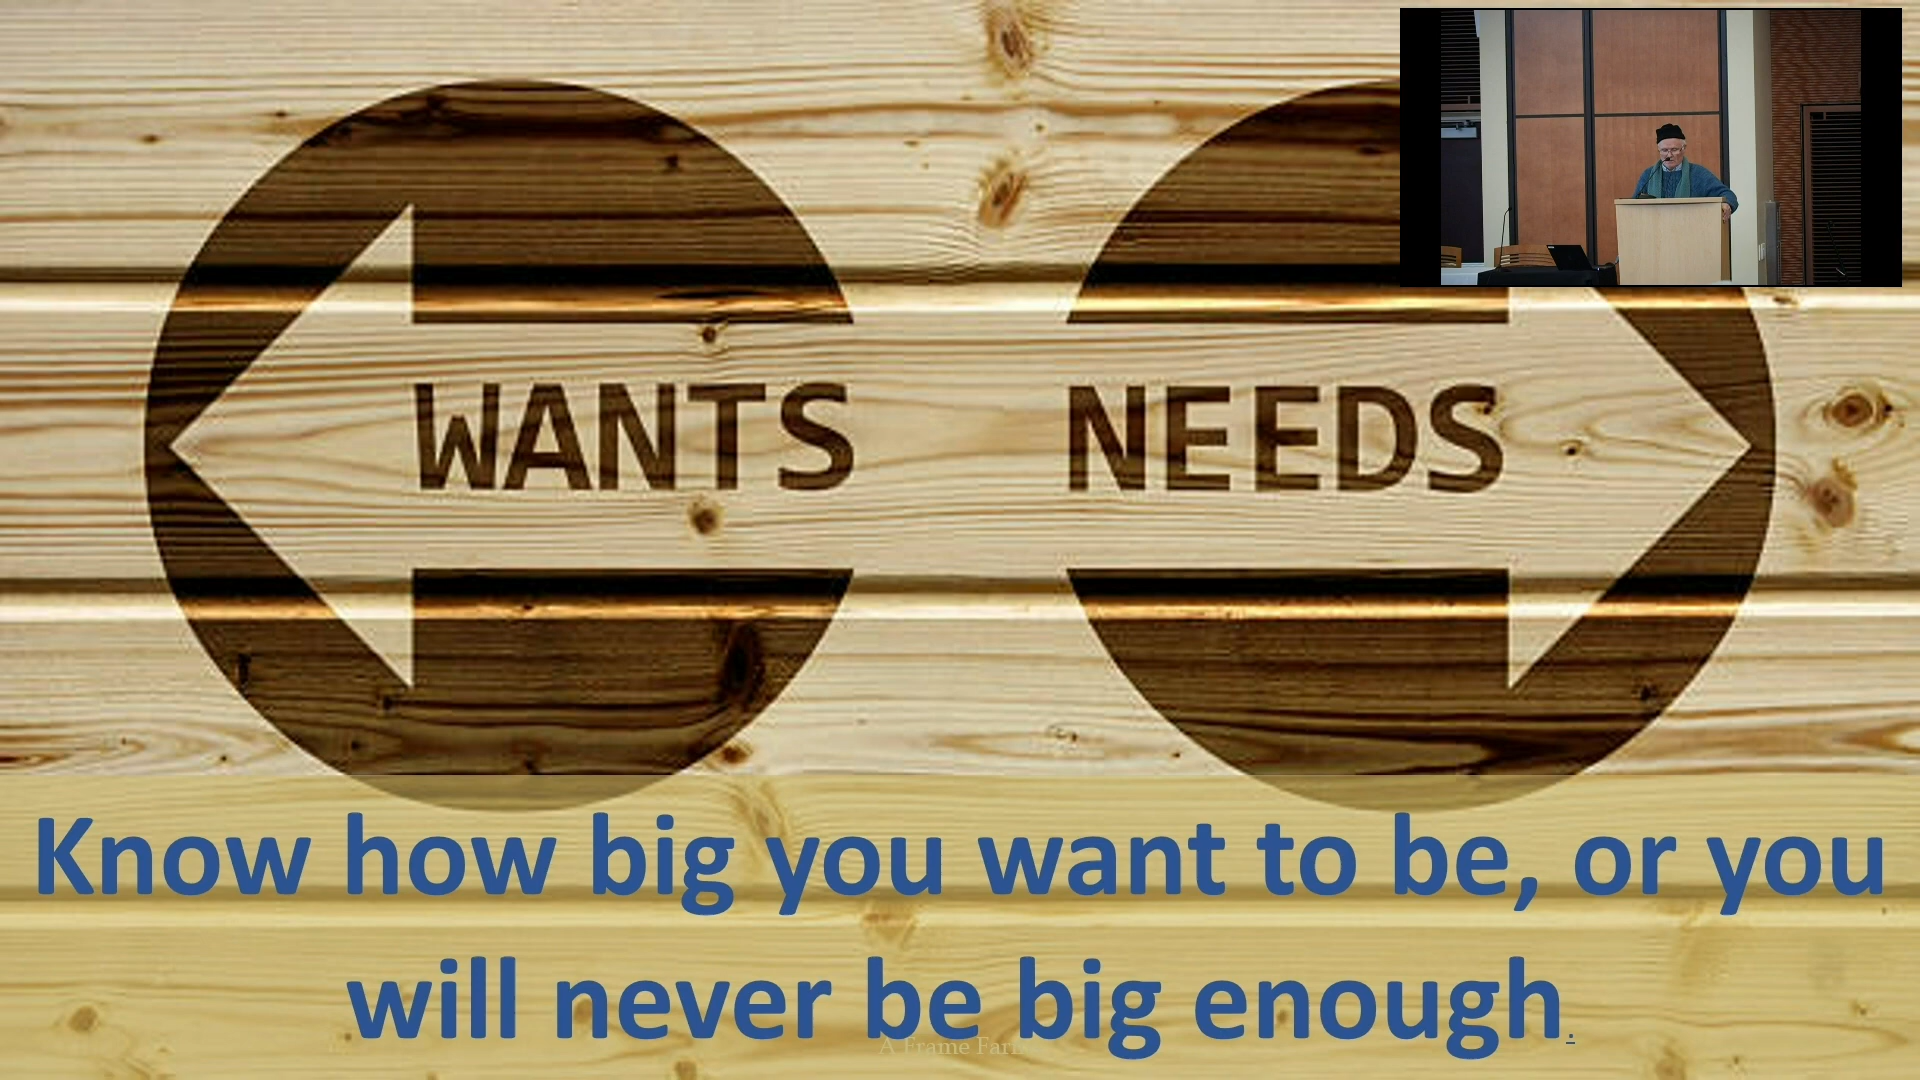 WANTS NEEDS
Know how big you want to be, or you
will never be big enough.
A Frame Farm